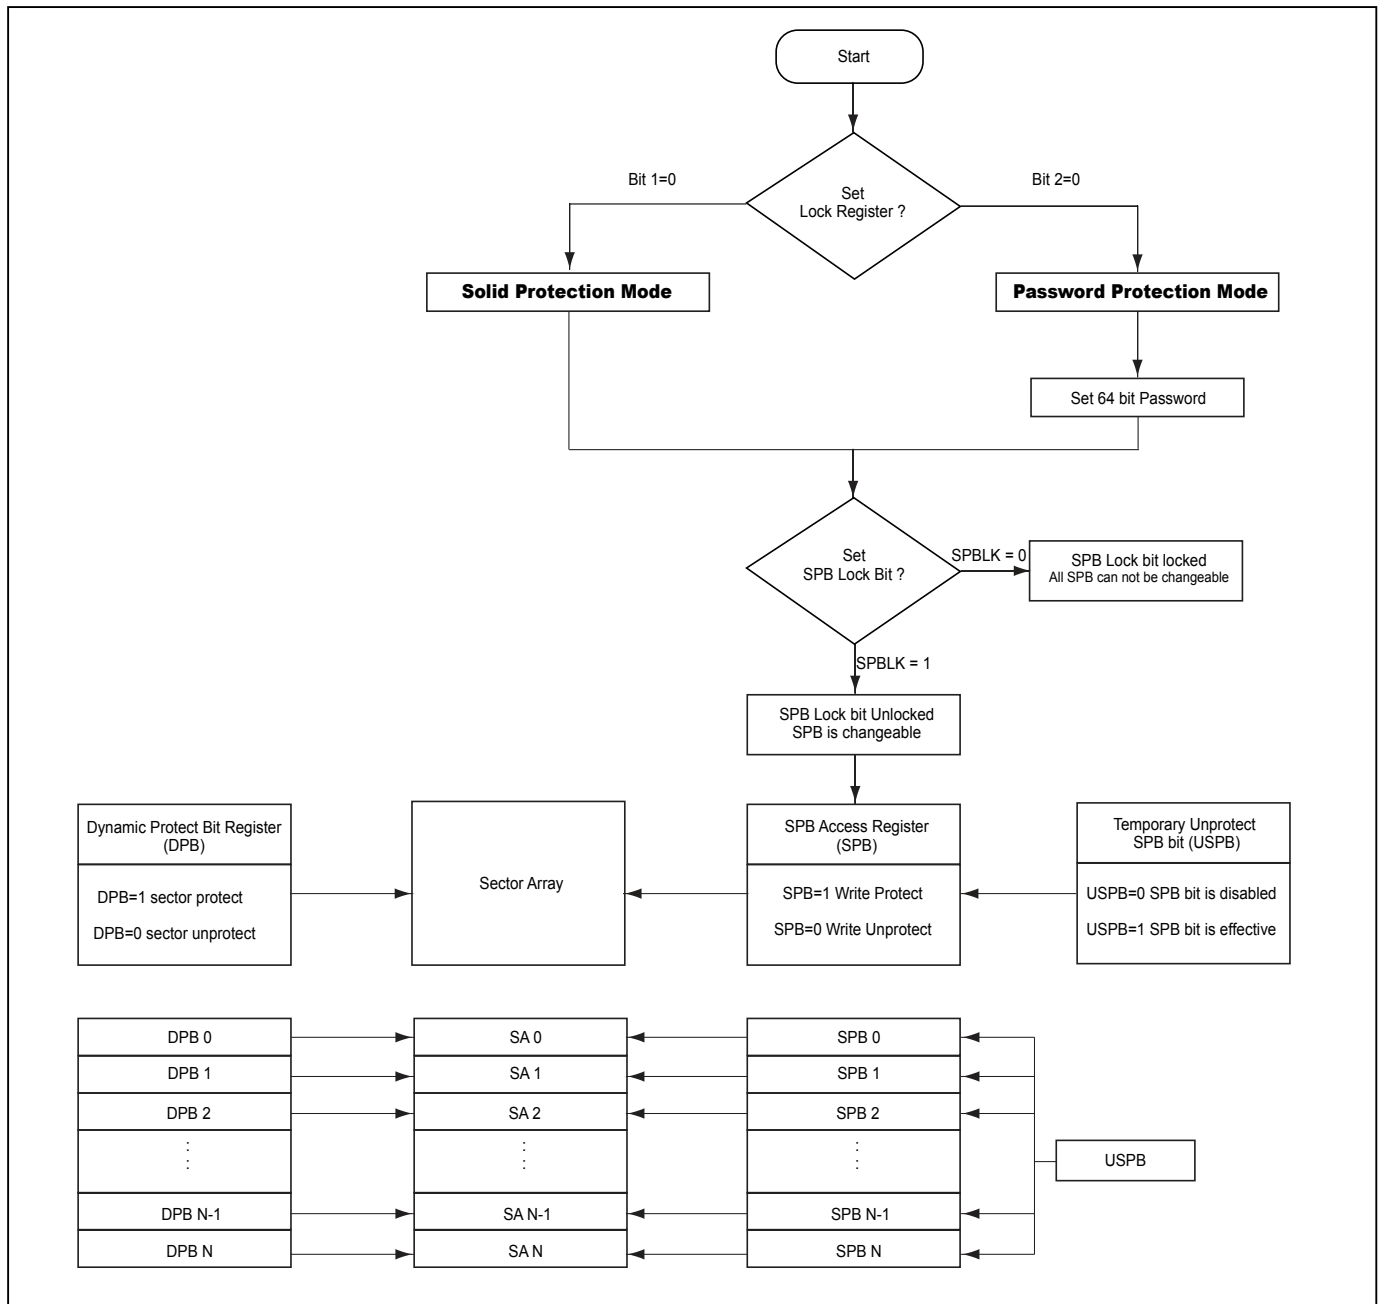 Start
Bit 1=0
Set
Lock Register ?
Bit 2=0
Solid Protection Mode
Password Protection Mode
Set 64 bit Password
Set
SPB Lock Bit ?
SPBLK = 0
SPB Lock bit locked
All SPB can not be changeable
SPBLK = 1
SPB Lock bit Unlocked
SPB is changeable
Dynamic Protect Bit Register
(DPB)
DPB=1 sector protect
DPB=0 sector unprotect
Sector Array
SPB Access Register
(SPB)
SPB=1 Write Protect
SPB=0 Write Unprotect
Temporary Unprotect
SPB bit (USPB)
USPB=0 SPB bit is disabled
USPB=1 SPB bit is effective
DPB 0
SA 0
SPB 0
DPB 1
SA 1
SPB 1
DPB 2
SA 2
SPB 2
USPB
DPB N-1
SA N-1
SPB N-1
DPB N
SA N
SPB N